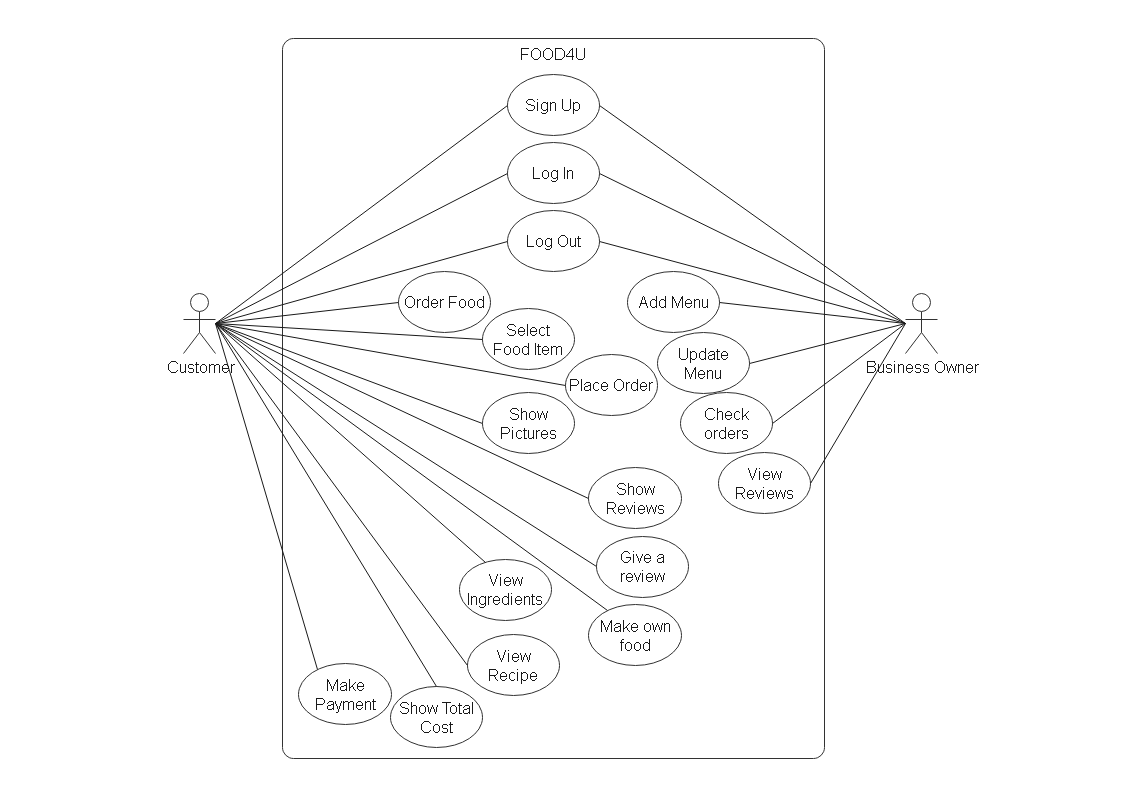 FOOD4U
Sign Up
Log In
Log Out
Order Food
Add Menu
Select
Food Item
Update
Menu
Customer
Business Owner
Place Order
Show
Pictures
Check
orders
View
Reviews
Show
Reviews
Give a
review
View
Ingredients
Make own
food
View
Recipe
Make
Payment
Show Total
Cost